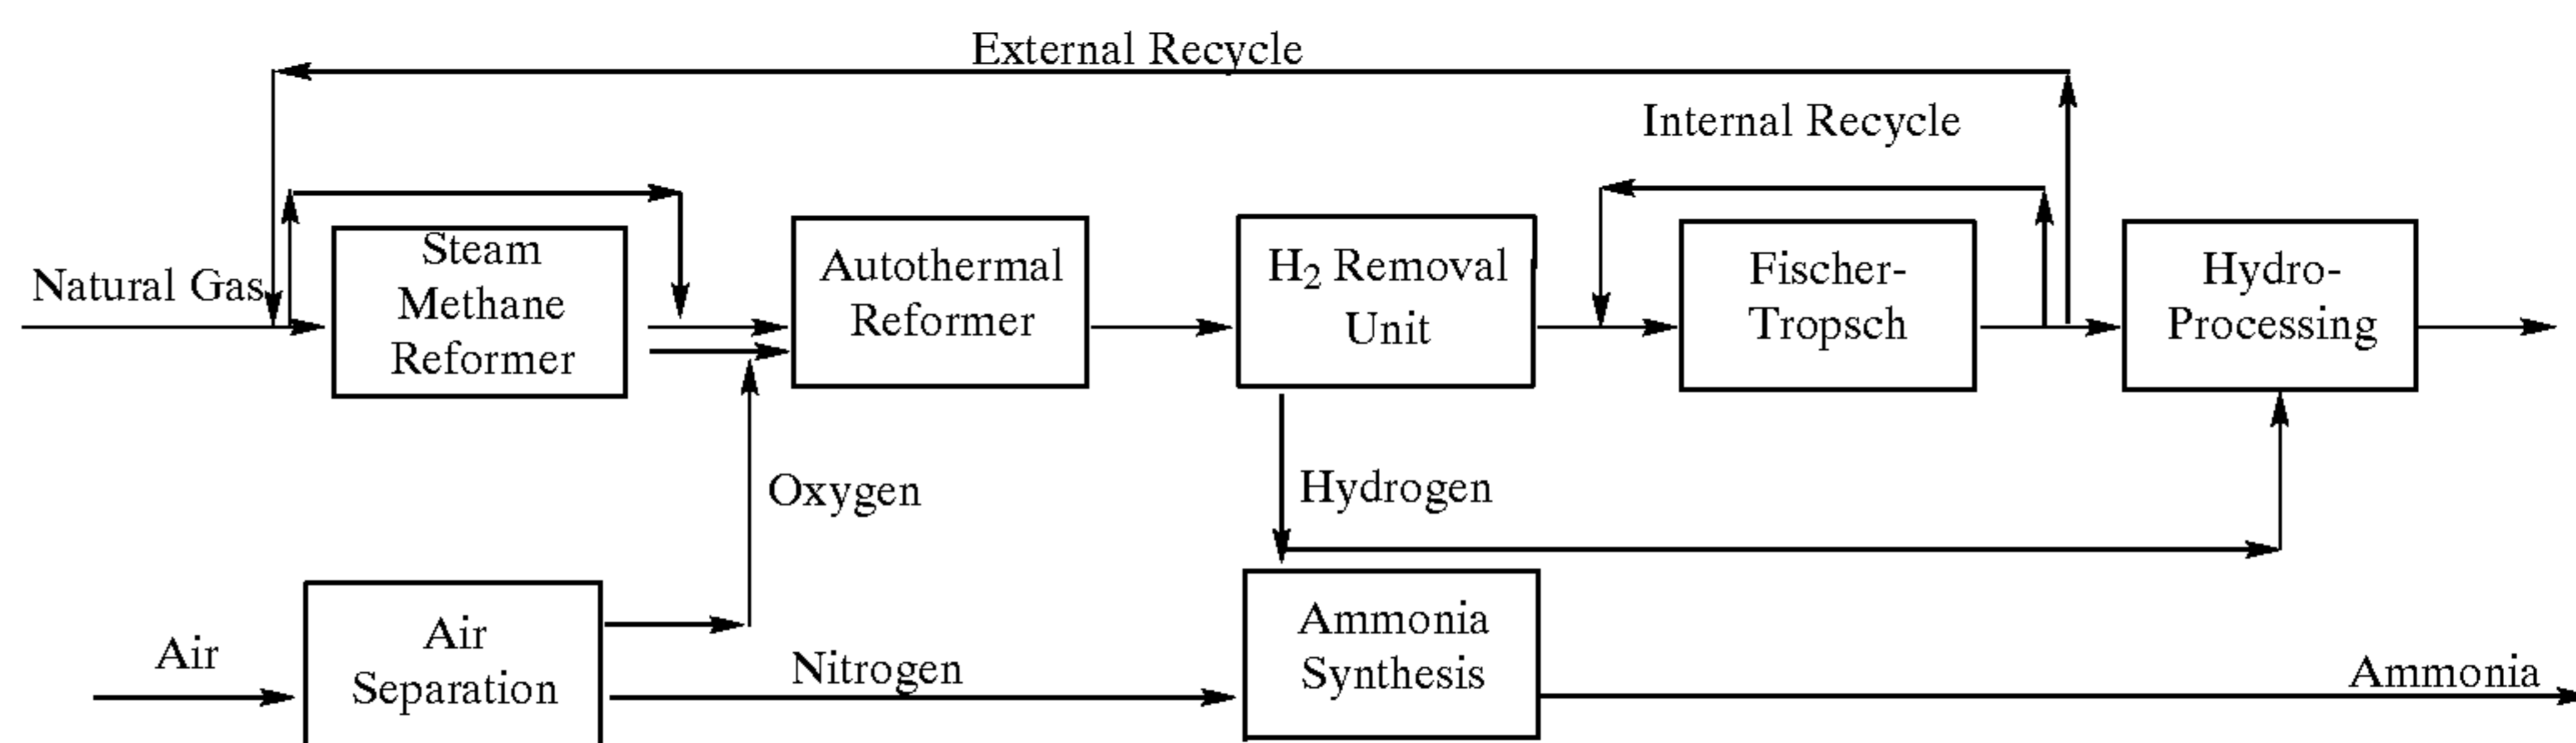 External Recycle
Internal Recycle
Natural Gas
Steam
Methane
Reformer
Autothermal
Reformer
H₂ Removal
Unit
Fischer-
Tropsch
Hydro-
Processing
Oxygen
Hydrogen
Air
Air
Separation
Nitrogen
Ammonia
Synthesis
Ammonia